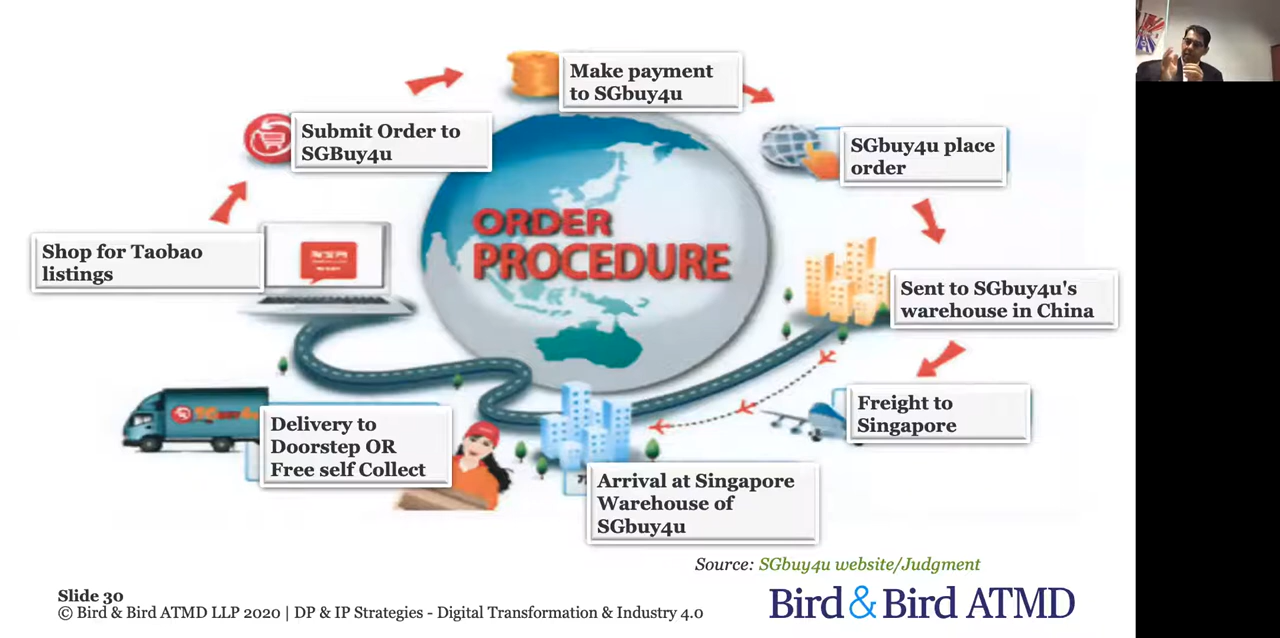 Make payment
to SGbuy4u
Submit Order to
SGBuy4u
SGbuy4u place
order
ORDER
PROCEDURE
Shop for Taobao
listings
Sent to SGbuy4u's
warehouse in China
Freight to
Singapore
Delivery to
Doorstep OR
Free self Collect
Arrival at Singapore
Warehouse of
SGbuy4u
Source: SGbuy4u website/Judgment
Slide 30
© Bird & Bird ATMD LLP 2020 | DP & IP Strategies - Digital Transformation & Industry 4.0
Bird & Bird ATMD